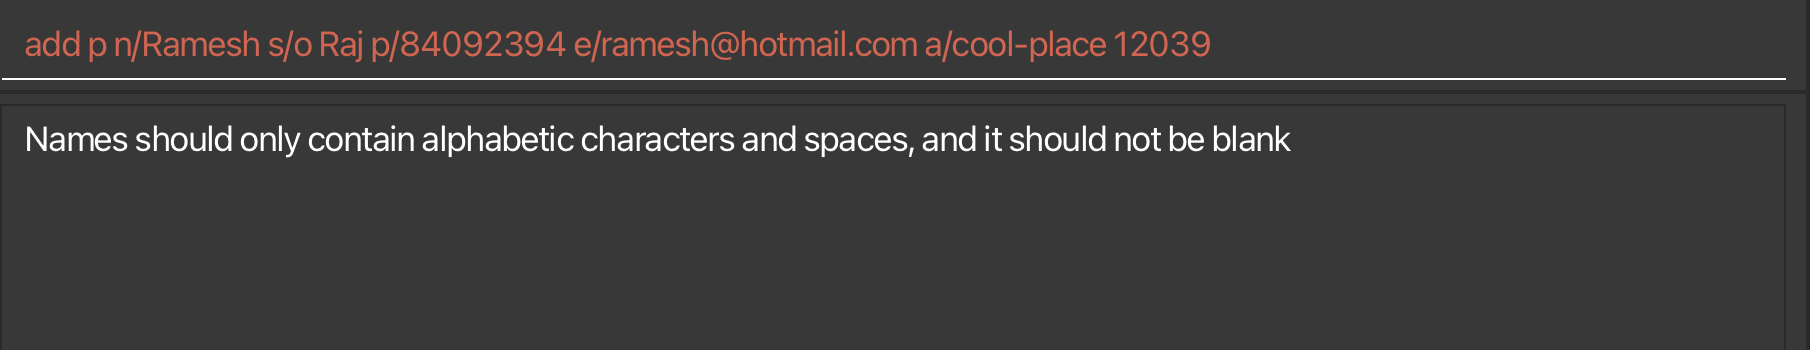 add p n/Ramesh s/o Raj p/84092394 e/ramesh@hotmail.com a/cool-place 12039
Names should only contain alphabetic characters and spaces, and it should not be blank